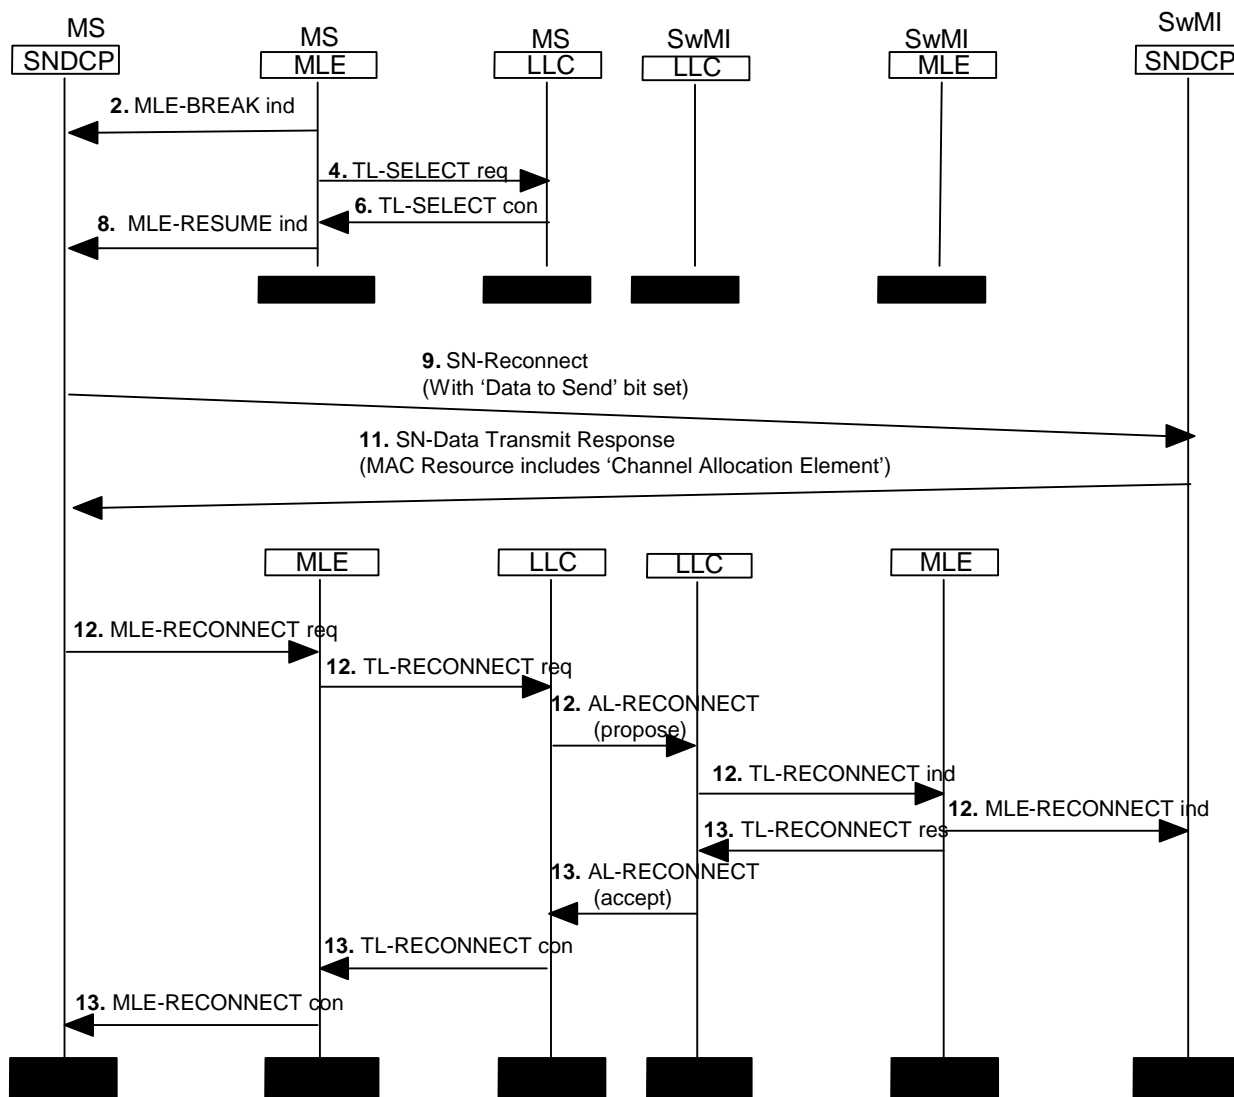 MS
MS
MS
SwMI
SwMI
SwMI
SNDCP
MLE
LLC
LLC
MLE
SNDCP
2. MLE-BREAK ind
4. TL-SELECT req
6. TL-SELECT con
8. MLE-RESUME ind
9. SN-Reconnect
(With ‘Data to Send’ bit set)
11. SN-Data Transmit Response
(MAC Resource includes ‘Channel Allocation Element’)
MLE
LLC
LLC
MLE
12. MLE-RECONNECT req
12. TL-RECONNECT req
12. AL-RECONNECT
(propose)
12. TL-RECONNECT ind
12. MLE-RECONNECT ind
13. TL-RECONNECT res
13. AL-RECONNECT
(accept)
13. TL-RECONNECT con
13. MLE-RECONNECT con